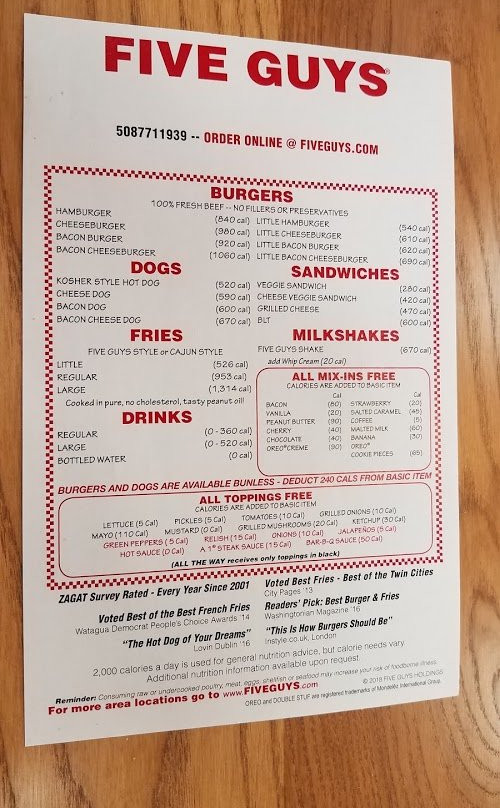 FIVE GUYS®
5087711939 -- ORDER ONLINE @ FIVEGUYS.COM
BURGERS
100% FRESH BEEF -- NO FILLERS OR PRESERVATIVES
HAMBURGER (840 cal)
CHEESEBURGER (980 cal)
BACON BURGER (920 cal)
BACON CHEESEBURGER (1060 cal)
LITTLE HAMBURGER (540 cal)
LITTLE CHEESEBURGER (610 cal)
LITTLE BACON BURGER (620 cal)
LITTLE BACON CHEESEBURGER (690 cal)
DOGS
KOSHER STYLE HOT DOG (520 cal)
CHEESE DOG (590 cal)
BACON DOG (600 cal)
BACON CHEESE DOG (670 cal)
SANDWICHES
VEGGIE SANDWICH (280 cal)
CHEESE VEGGIE SANDWICH (420 cal)
GRILLED CHEESE (470 cal)
BLT (600 cal)
FRIES
FIVE GUYS STYLE or CAJUN STYLE
LITTLE (526 cal)
REGULAR (953 cal)
LARGE (1,314 cal)
Cooked in pure, no cholesterol, tasty peanut oil!
MILKSHAKES
FIVE GUYS SHAKE (670 cal)
add Whip Cream (20 cal)
ALL MIX-INS FREE
CALORIES ARE ADDED TO BASIC ITEM
Cal Cal
BACON (80) STRAWBERRY (20)
VANILLA (20) SALTED CARAMEL (45)
PEANUT BUTTER (90) COFFEE (5)
CHERRY (40) MALTED MILK (60)
CHOCOLATE (40) BANANA (30)
OREO®CREME (90) OREO®
COOKIE PIECES (65)
DRINKS
REGULAR (0 - 360 cal)
LARGE (0 - 520 cal)
BOTTLED WATER (0 cal)
BURGERS AND DOGS ARE AVAILABLE BUNLESS - DEDUCT 240 CALS FROM BASIC ITEM
ALL TOPPINGS FREE
CALORIES ARE ADDED TO BASIC ITEM
LETTUCE (5 Cal) PICKLES (5 Cal) TOMATOES (10 Cal) GRILLED ONIONS (10 Cal)
MAYO (110 Cal) MUSTARD (0 Cal) GRILLED MUSHROOMS (20 Cal) KETCHUP (30 Cal)
GREEN PEPPERS (5 Cal) RELISH (15 Cal) ONIONS (10 Cal) JALAPEÑOS (5 Cal)
HOT SAUCE (0 Cal) A.1® STEAK SAUCE (15 Cal) BAR-B-Q SAUCE (50 Cal)
(ALL THE WAY receives only toppings in black)
ZAGAT Survey Rated - Every Year Since 2001
Voted Best of the Best French Fries
Watagua Democrat People's Choice Awards '14
"The Hot Dog of Your Dreams"
Lovin Dublin '16
Voted Best Fries - Best of the Twin Cities
City Pages '13
Readers' Pick: Best Burger & Fries
Washingtonian Magazine '16
"This Is How Burgers Should Be"
Instyle co.uk, London
2,000 calories a day is used for general nutrition advice, but calorie needs vary.
Additional nutrition information available upon request.
Reminder: Consuming raw or undercooked poultry, meat, eggs, shellfish or seafood may increase your risk of foodborne illness.
For more area locations go to www.FIVEGUYS.com
© 2018 FIVE GUYS HOLDINGS
OREO and DOUBLE STUF are registered trademarks of Mondelēz International Group.